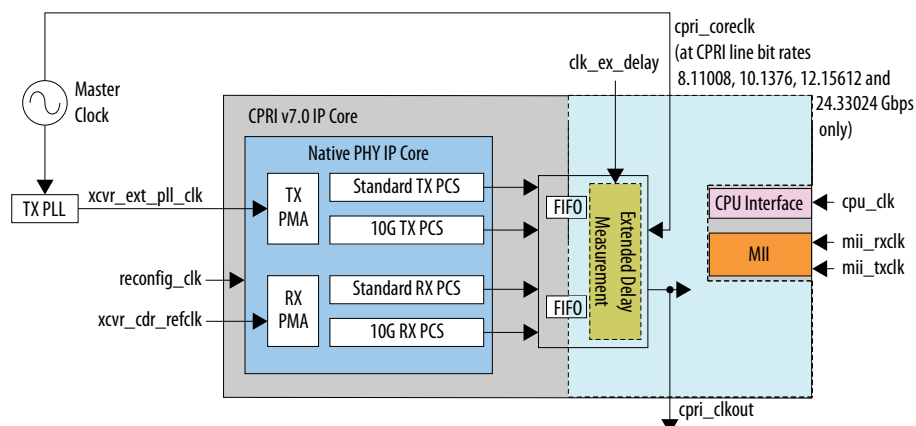 cpri_coreclk
(at CPRI line bit rates
8.11008, 10.1376, 12.15612 and
24.33024 Gbps
only)
clk_ex_delay
Master
Clock
CPRI v7.0 IP Core
Native PHY IP Core
TX PLL
xcvr_ext_pll_clk
TX
PMA
Standard TX PCS
10G TX PCS
FIFO
Extended Delay
Measurement
CPU Interface
cpu_clk
MII
mii_rxclk
mii_txclk
reconfig_clk
xcvr_cdr_refclk
RX
PMA
Standard RX PCS
10G RX PCS
FIFO
cpri_clkout